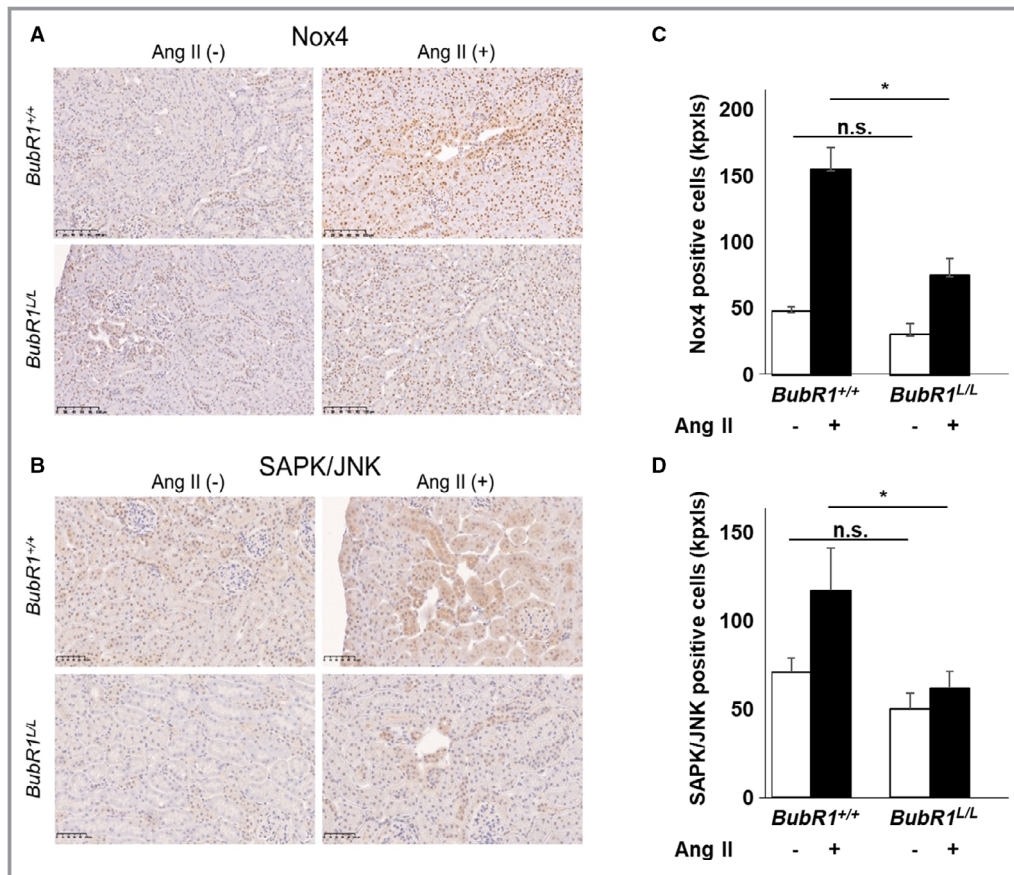 A
Nox4
Ang II (-)
Ang II (+)
BubR1+/+
BubR1L/L
B
SAPK/JNK
Ang II (-)
Ang II (+)
BubR1+/+
BubR1L/L
C
Nox4 positive cells (kpxls)
200
150
100
50
0
*
n.s.
BubR1+/+
BubR1L/L
Ang II
- + - +
D
SAPK/JNK positive cells (kpxls)
150
100
50
0
*
n.s.
BubR1+/+
BubR1L/L
Ang II
- + - +